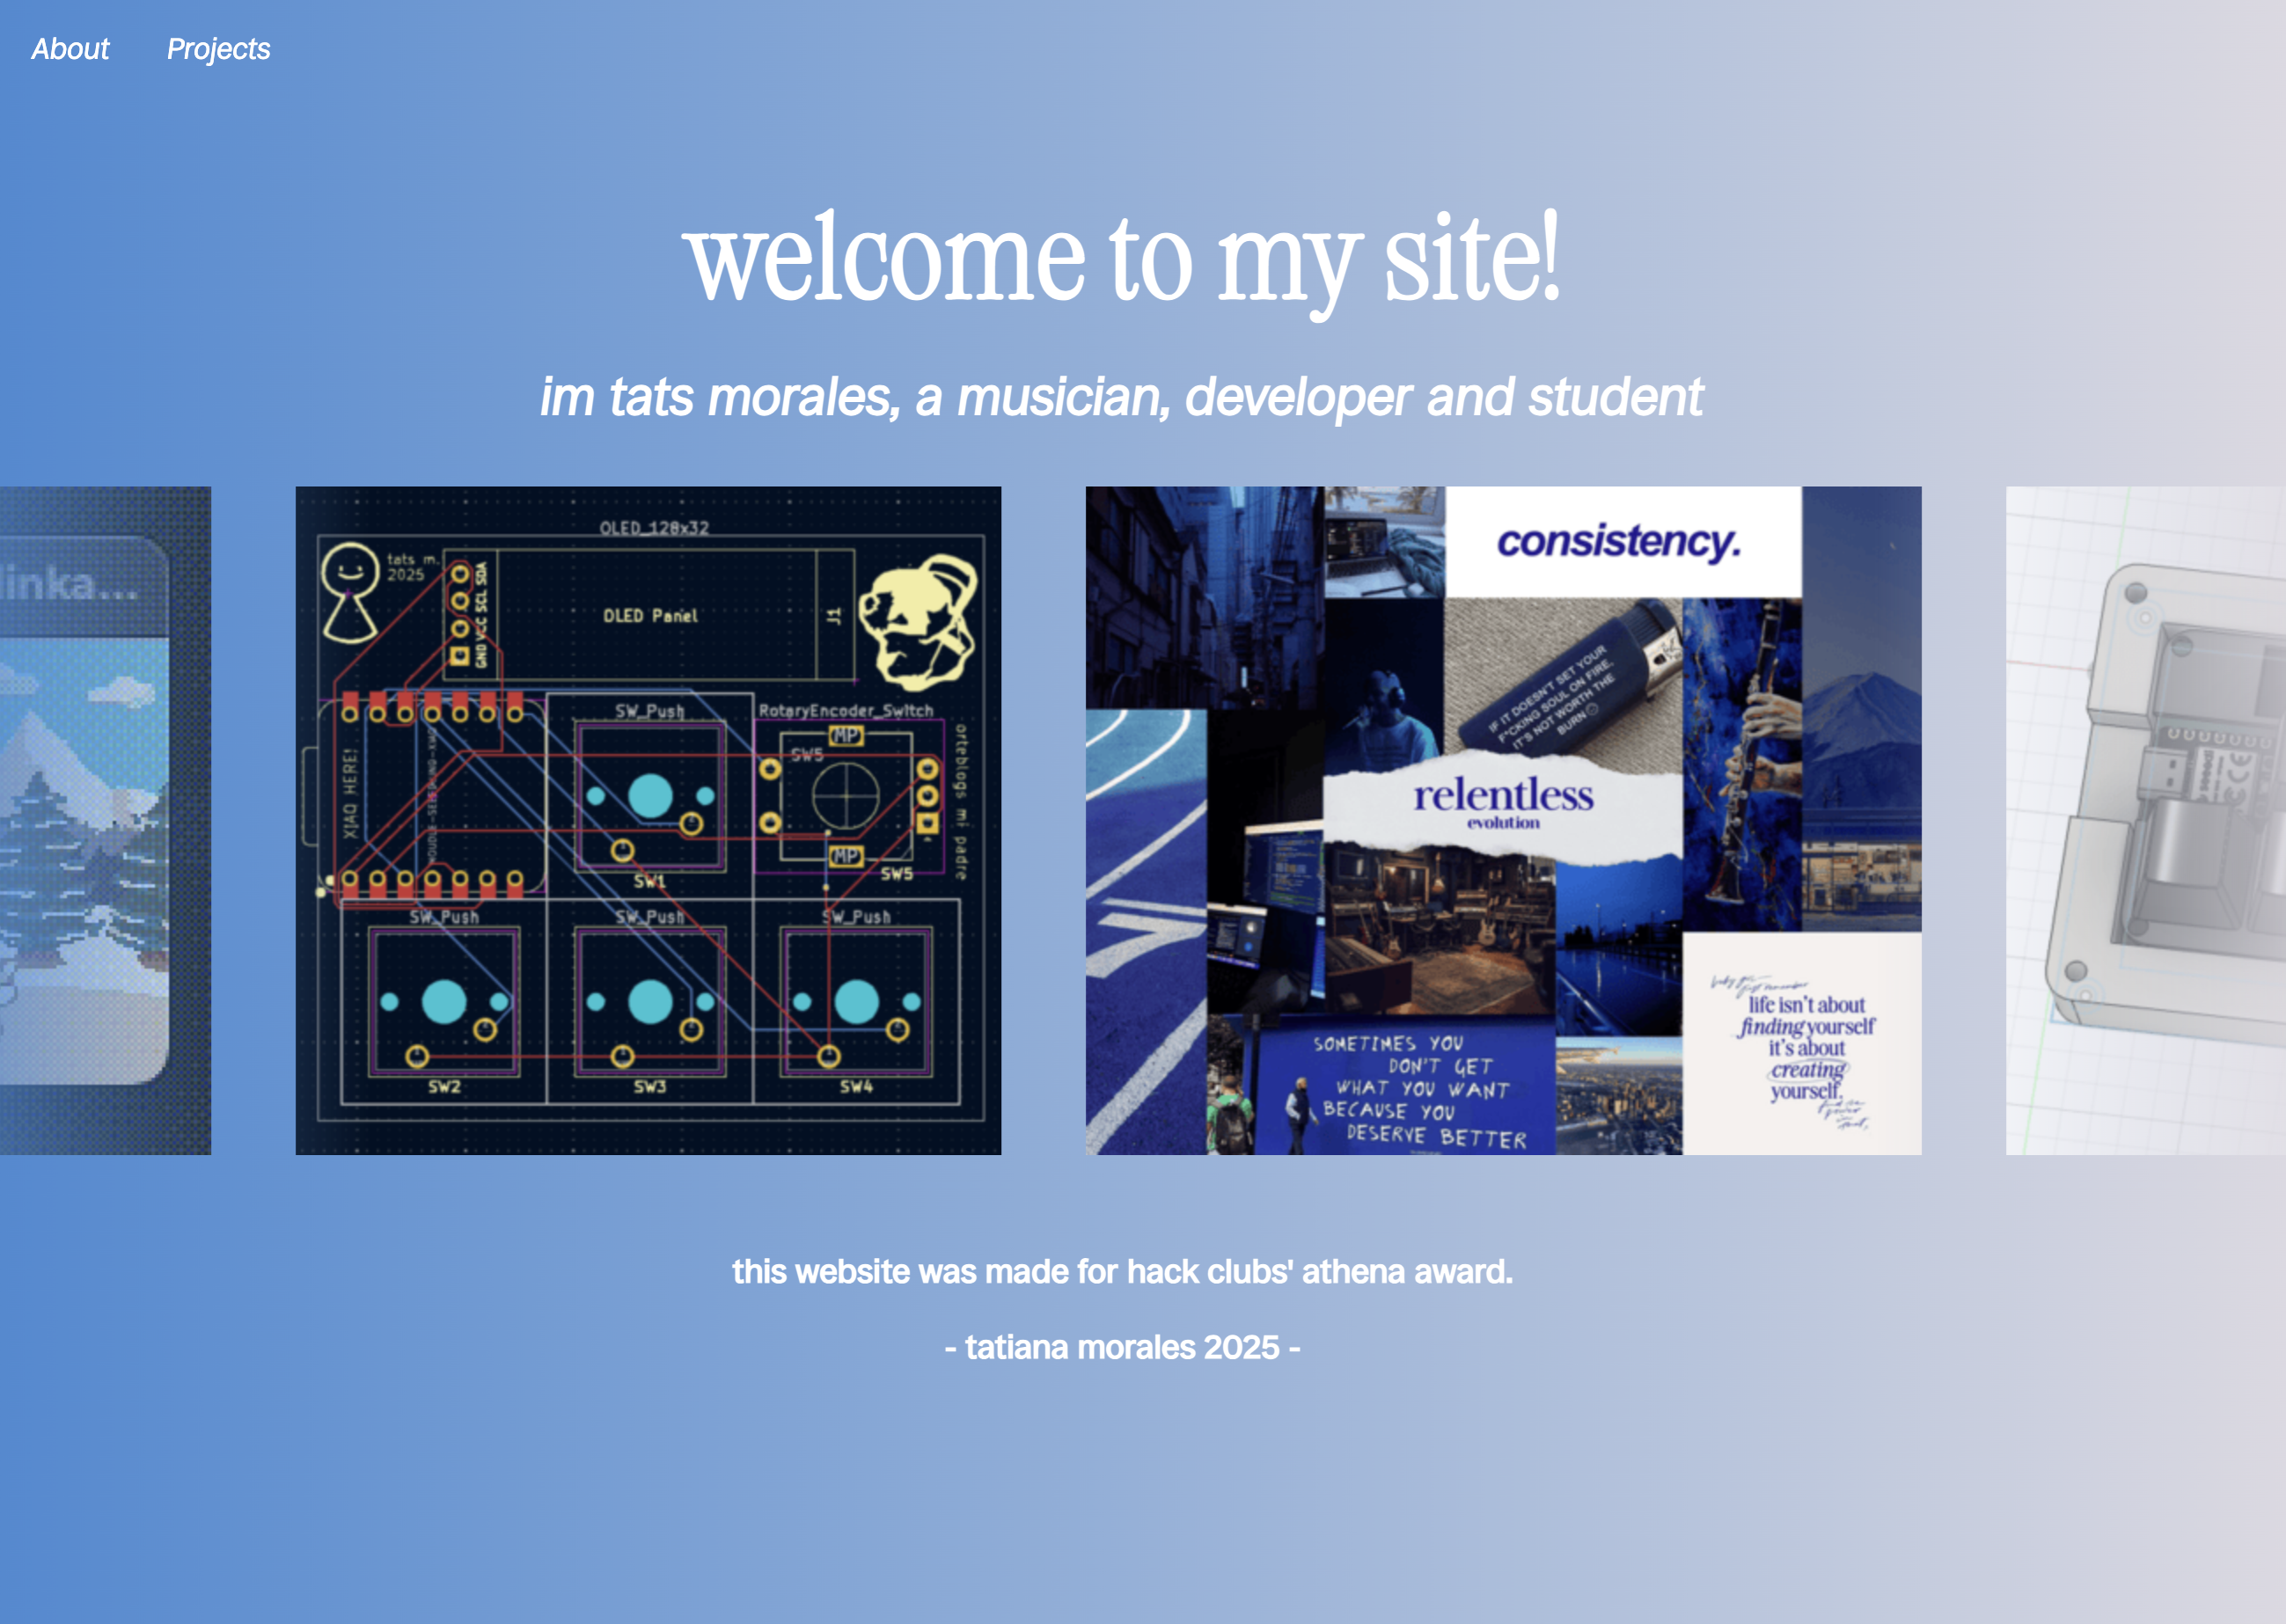 About Projects
welcome to my site!
im tats morales, a musician, developer and student
linka...
OLED_128x32
tats m.
2025
GND VCC SCL SDA
OLED Panel
J1
XIAO HERE!
SW_Push
SW1
RotaryEncoder_Switch
MP
SW5
MP
SW5
orteblogs mi padre
SW_Push
SW_Push
SW_Push
SW2
SW3
SW4
consistency.
IF IT DOESN'T SET YOUR
F*CKING SOUL ON FIRE,
IT'S NOT WORTH THE
BURN
relentless
evolution
SOMETIMES YOU
DON'T GET
WHAT YOU WANT
BECAUSE YOU
DESERVE BETTER
life isn't about
finding yourself
it's about
creating
yourself.
this website was made for hack clubs' athena award.
- tatiana morales 2025 -